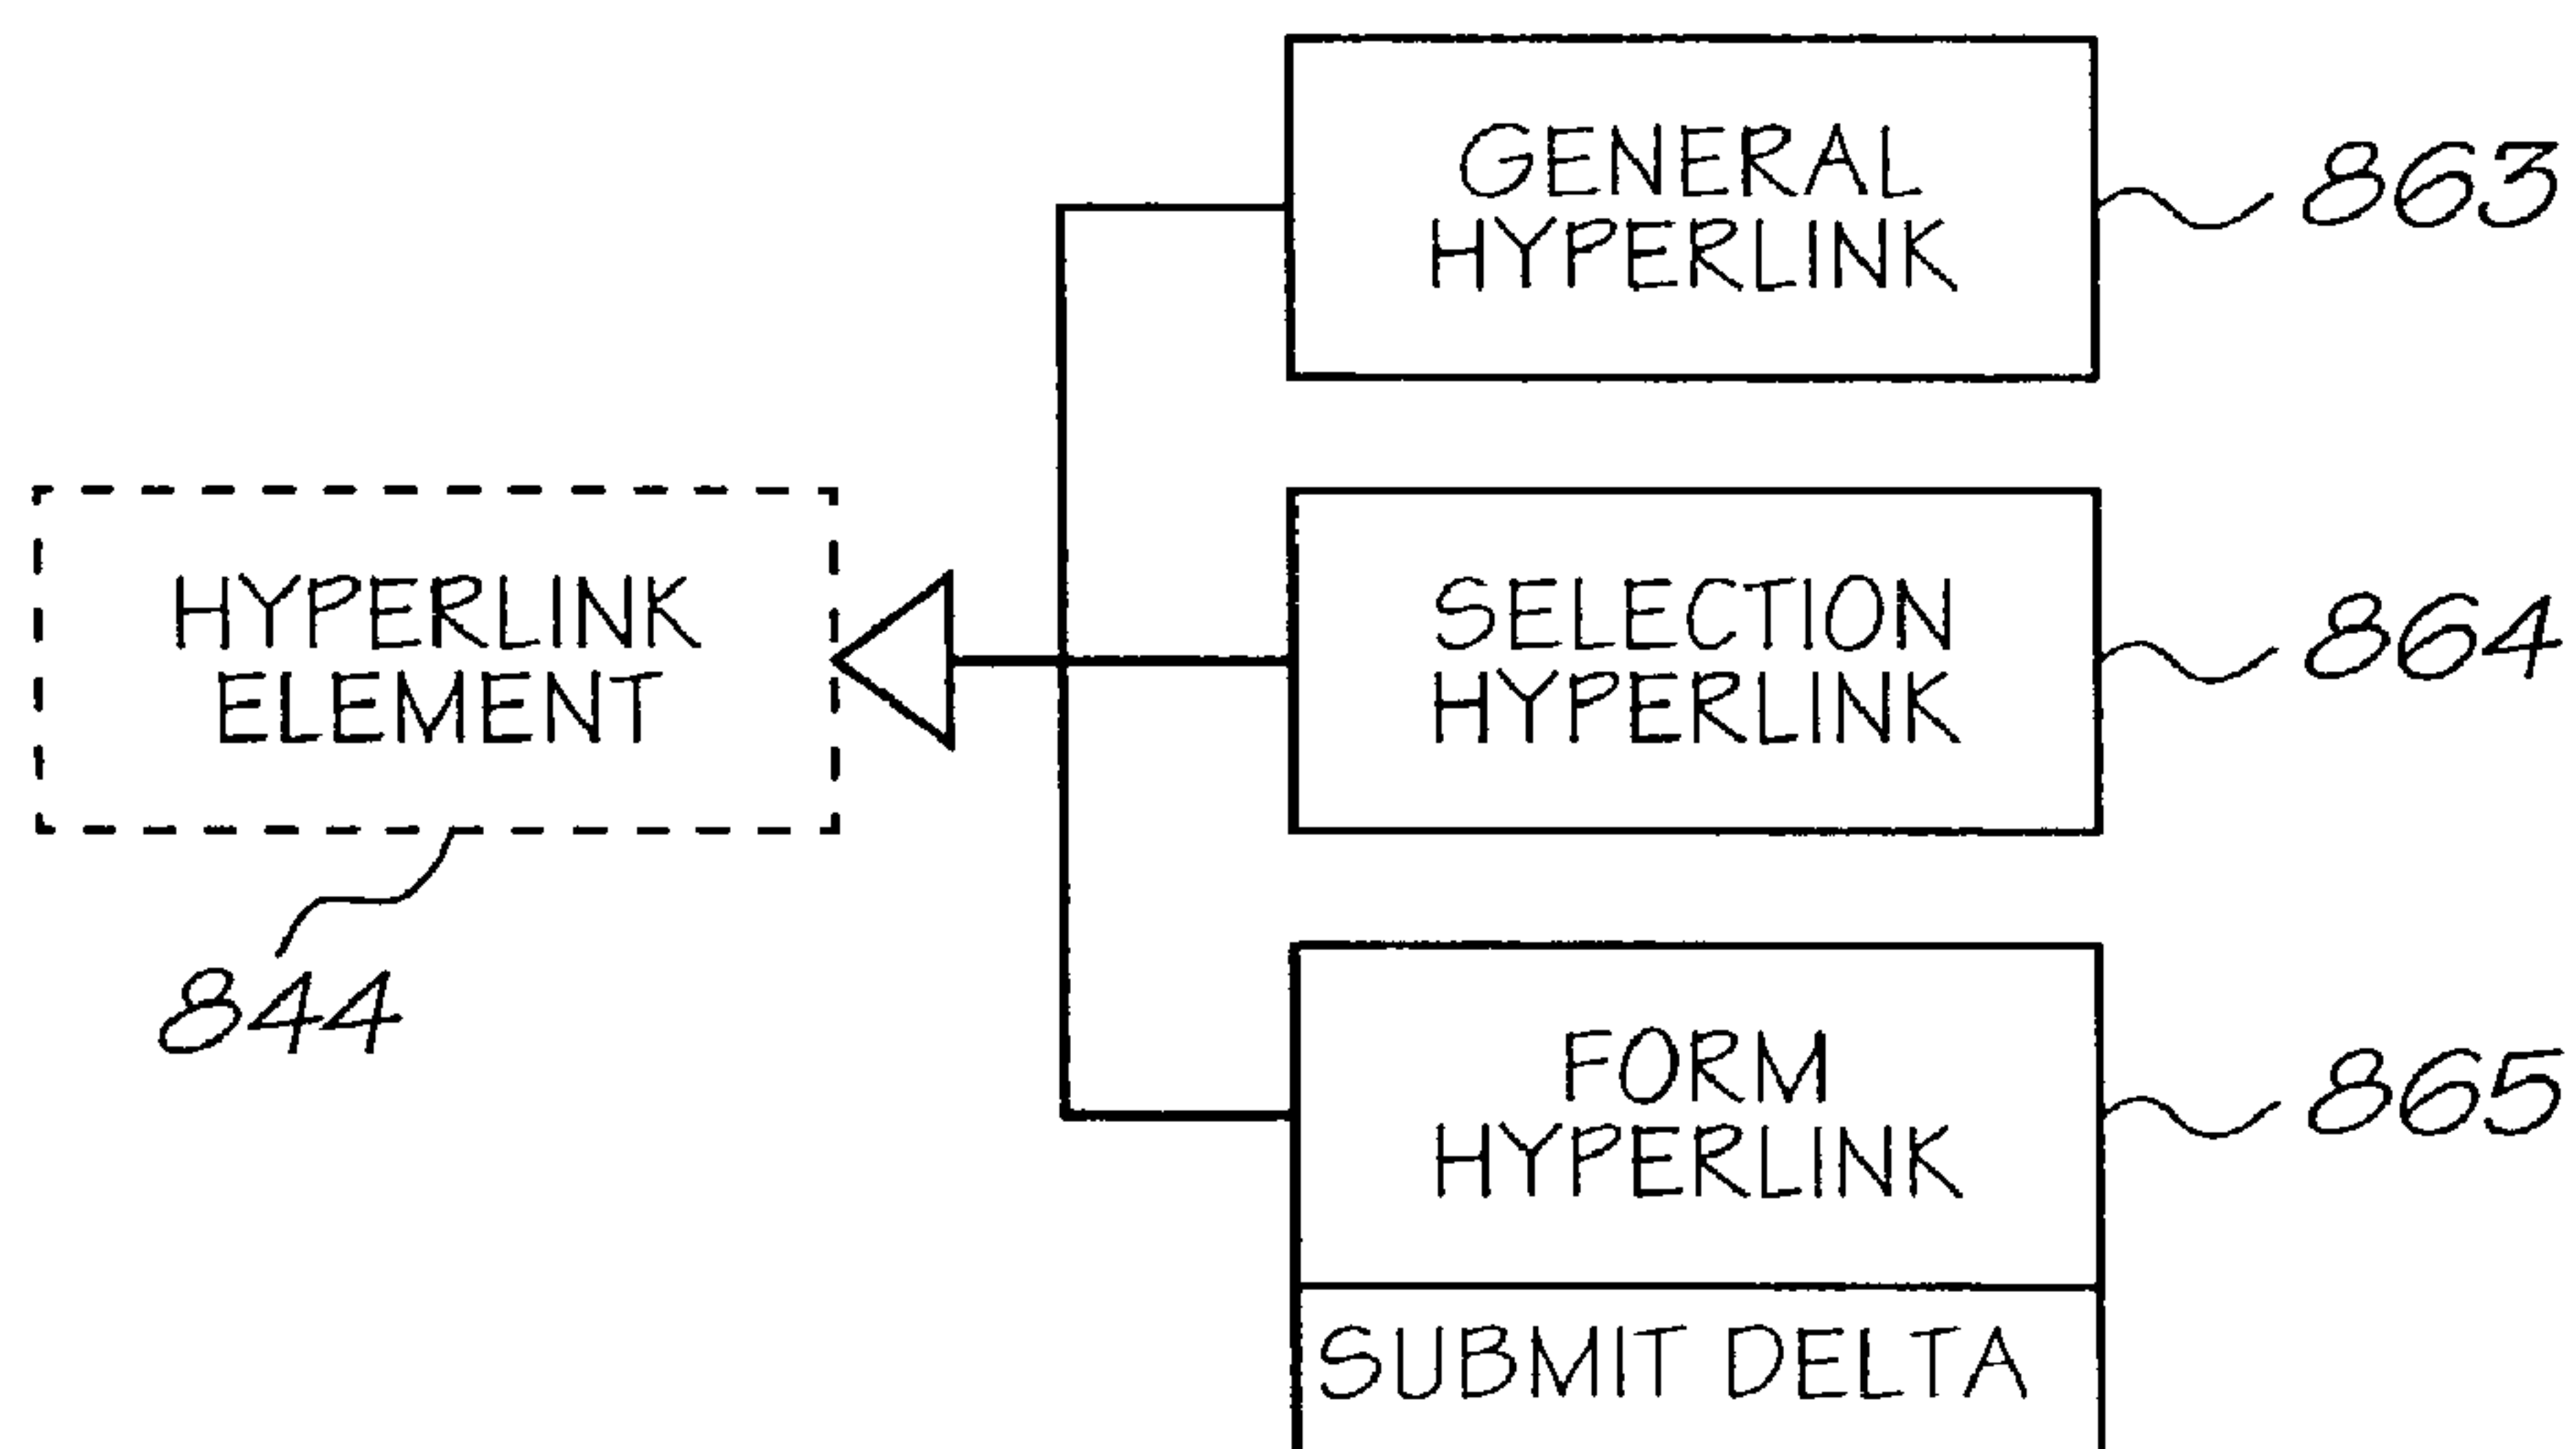 GENERAL
HYPERLINK
863
HYPERLINK
ELEMENT
844
SELECTION
HYPERLINK
864
FORM
HYPERLINK
865
SUBMIT DELTA